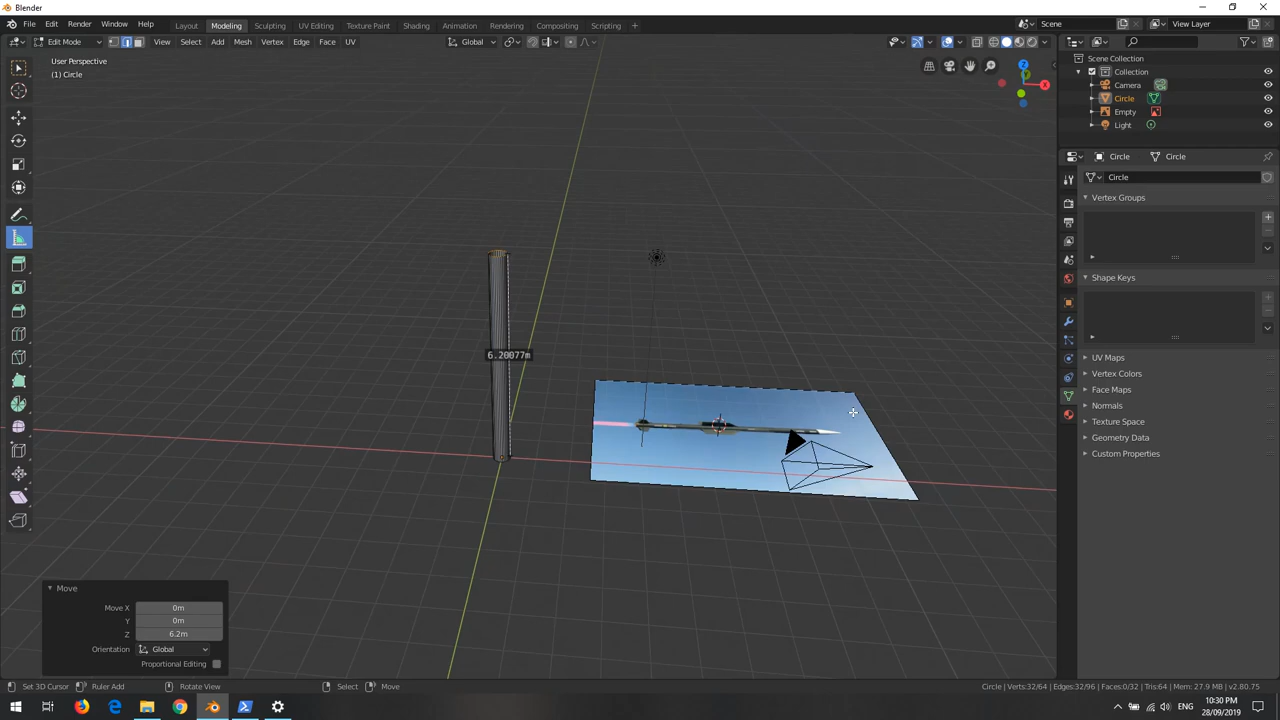 Blender
File Edit Render Window Help
Layout Modeling Sculpting UV Editing Texture Paint Shading Animation Rendering Compositing Scripting +
Scene
View Layer
Edit Mode View Select Add Mesh Vertex Edge Face UV
Global
User Perspective
(1) Circle
Z
Y
X
6.20077m
Scene Collection
Collection
Camera
Circle
Empty
Light
Circle Circle
Circle
Vertex Groups
Shape Keys
UV Maps
Vertex Colors
Face Maps
Normals
Texture Space
Geometry Data
Custom Properties
Move
Move X 0m
Y 0m
Z 6.2m
Orientation Global
Proportional Editing
Set 3D Cursor Ruler Add Rotate View Select Move
Circle | Verts:32/64 | Edges:32/96 | Faces:0/32 | Tris:64 | Mem: 27.9 MB | v2.80.75
ENG 10:30 PM 28/09/2019